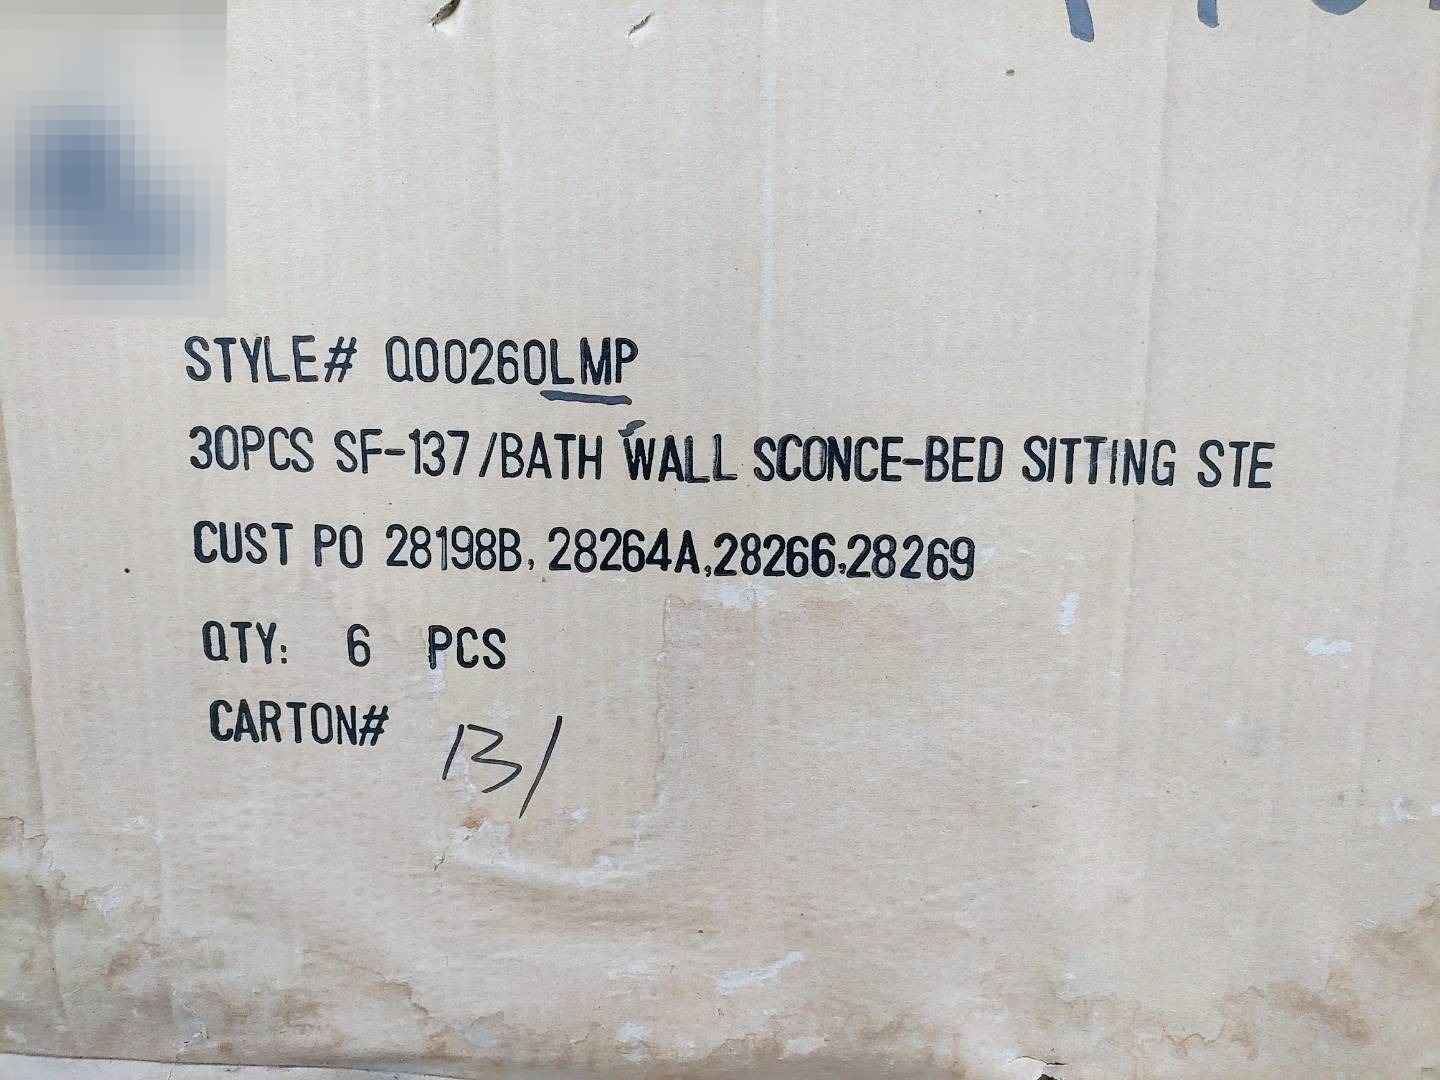 STYLE# Q00260LMP
30PCS SF-137/BATH WALL SCONCE-BED SITTING STE
CUST PO 28198B, 28264A,28266,28269
QTY: 6 PCS
CARTON# 131